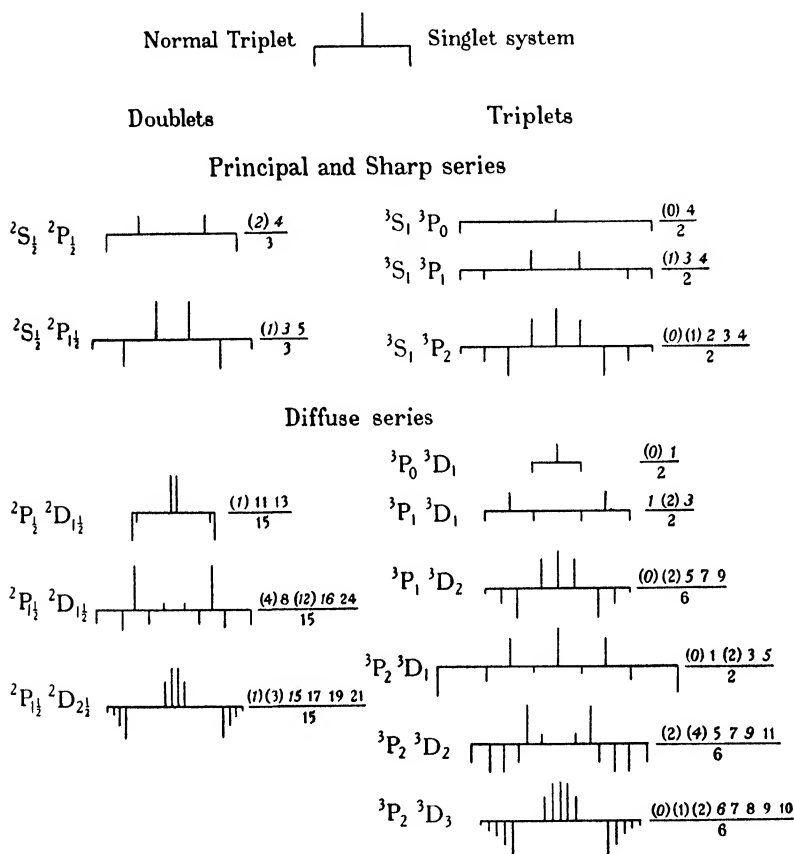 Normal Triplet Singlet system
Doublets Triplets
Principal and Sharp series
²S½ ²P½ (2) 4 / 3
³S₁ ³P₀ (0) 4 / 2
³S₁ ³P₁ (1) 3 4 / 2
²S½ ²P1½ (1) 3 5 / 3
³S₁ ³P₂ (0) (1) 2 3 4 / 2
Diffuse series
³P₀ ³D₁ (0) 1 / 2
²P½ ²D1½ (1) 11 13 / 15
³P₁ ³D₁ 1 (2) 3 / 2
³P₁ ³D₂ (0) (2) 5 7 9 / 6
²P1½ ²D1½ (4) 8 (12) 16 24 / 15
³P₂ ³D₁ (0) 1 (2) 3 5 / 2
²P1½ ²D2½ (1) (3) 15 17 19 21 / 15
³P₂ ³D₂ (2) (4) 5 7 9 11 / 6
³P₂ ³D₃ (0) (1) (2) 6 7 8 9 10 / 6